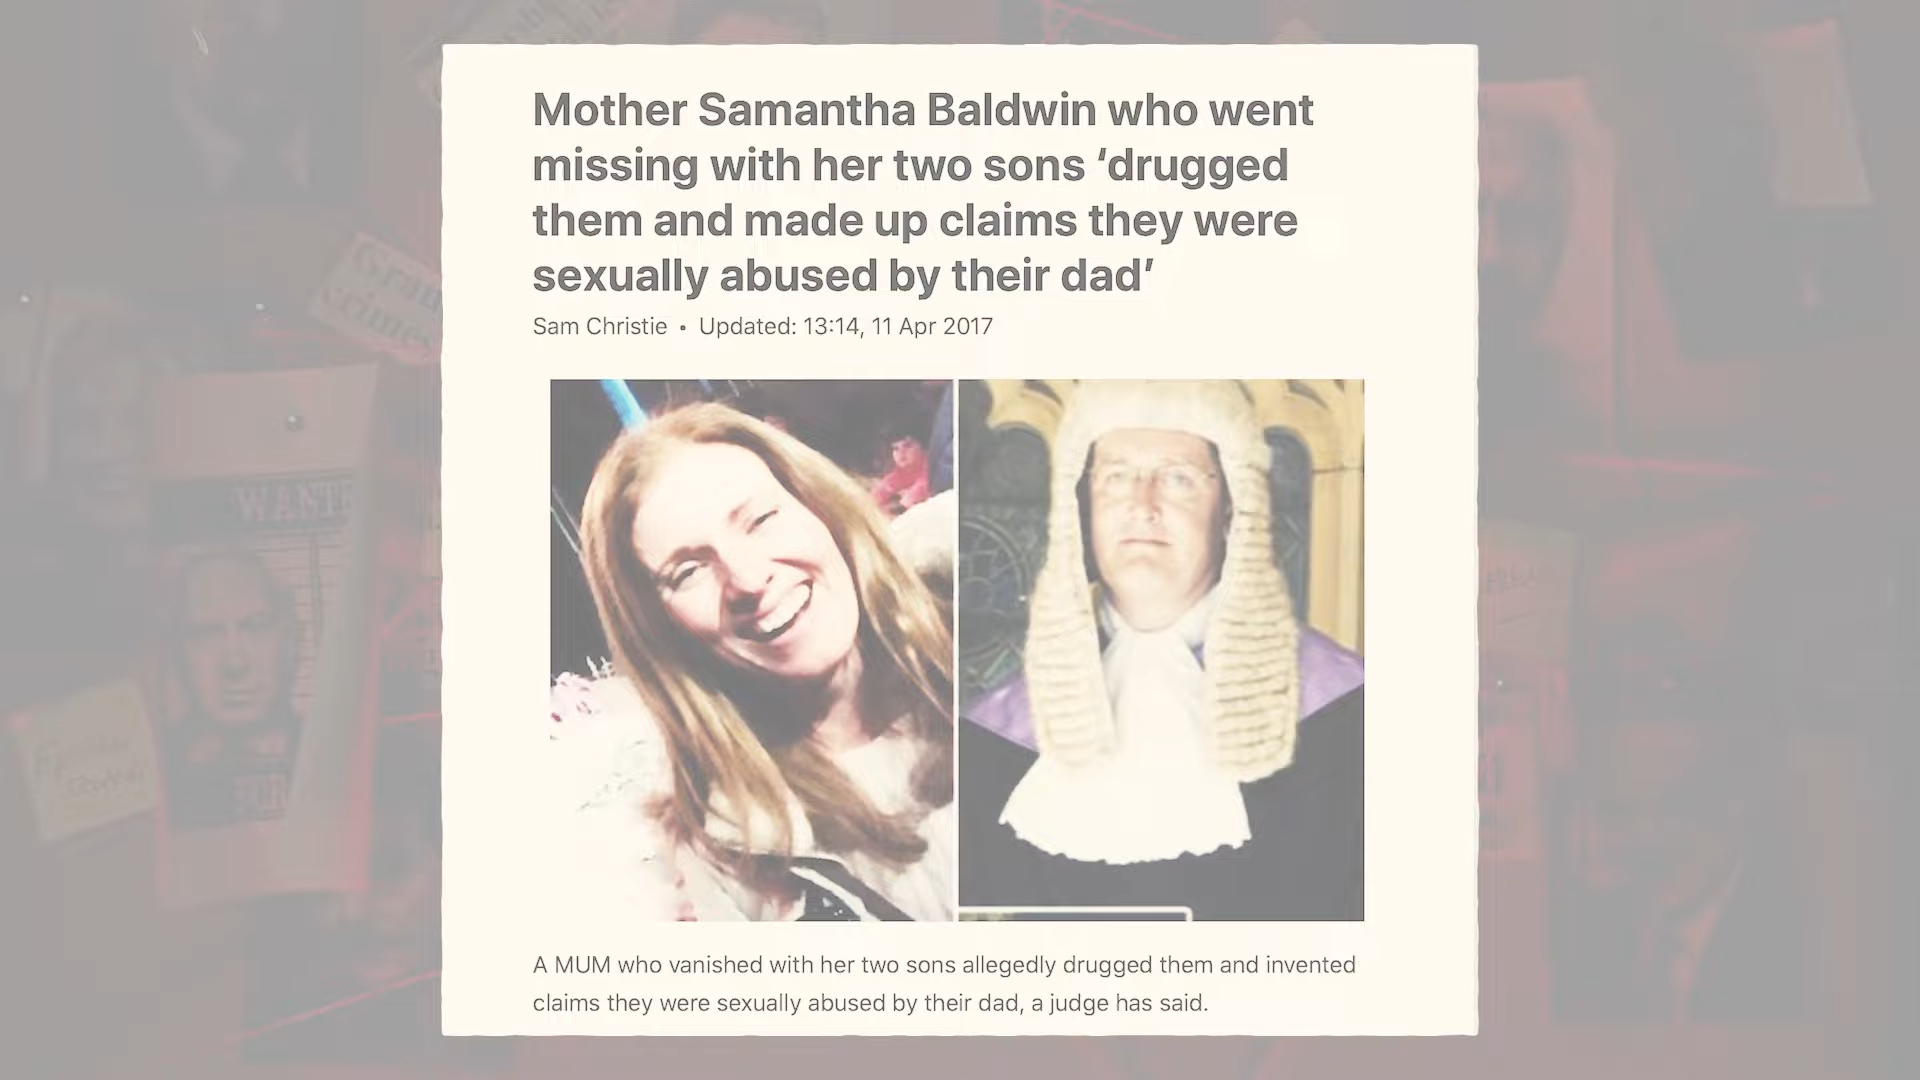 Mother Samantha Baldwin who went
missing with her two sons ‘drugged
them and made up claims they were
sexually abused by their dad’
Sam Christie • Updated: 13:14, 11 Apr 2017
A MUM who vanished with her two sons allegedly drugged them and invented
claims they were sexually abused by their dad, a judge has said.
WANTE
FOR